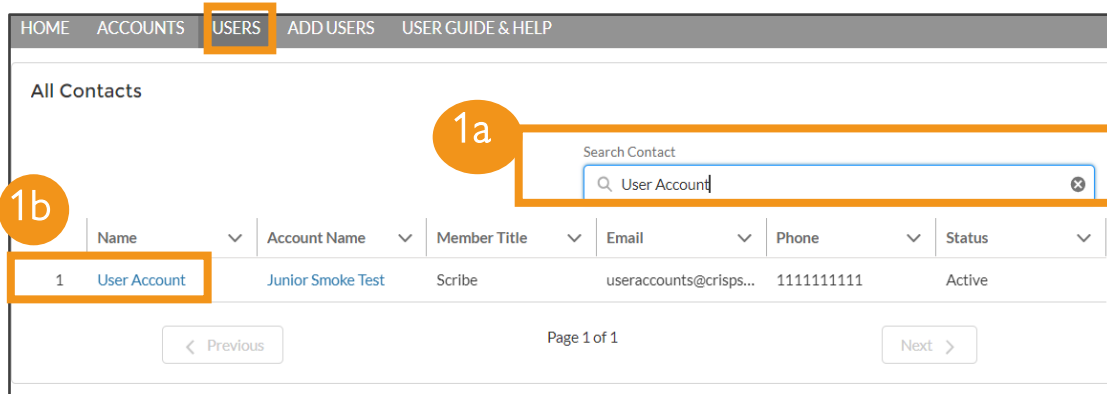 HOME ACCOUNTS USERS ADD USERS USER GUIDE & HELP
All Contacts
1a
Search Contact
User Account
1b
Name Account Name Member Title Email Phone Status
1 User Account Junior Smoke Test Scribe useraccounts@crisps... 1111111111 Active
Previous Page 1 of 1 Next